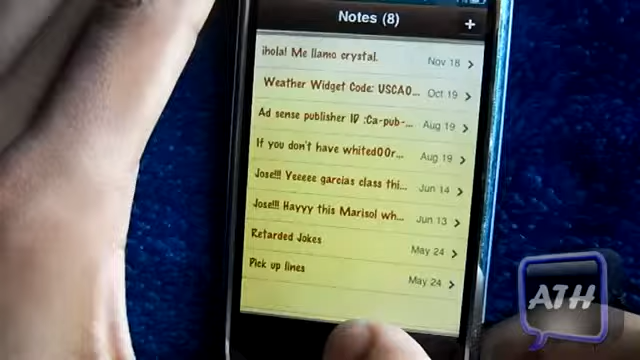 Notes (8)
+
¡hola! Me llamo crystal. Nov 18
Weather Widget Code: USCA0... Oct 19
Ad sense publisher ID :Ca-pub-... Aug 19
If you don't have whited00r... Aug 19
Jose!!! Yeeeee garcias class thi... Jun 14
Jose!!! Hayyy this Marisol wh... Jun 13
Retarded Jokes May 24
Pick up lines May 24
ATH